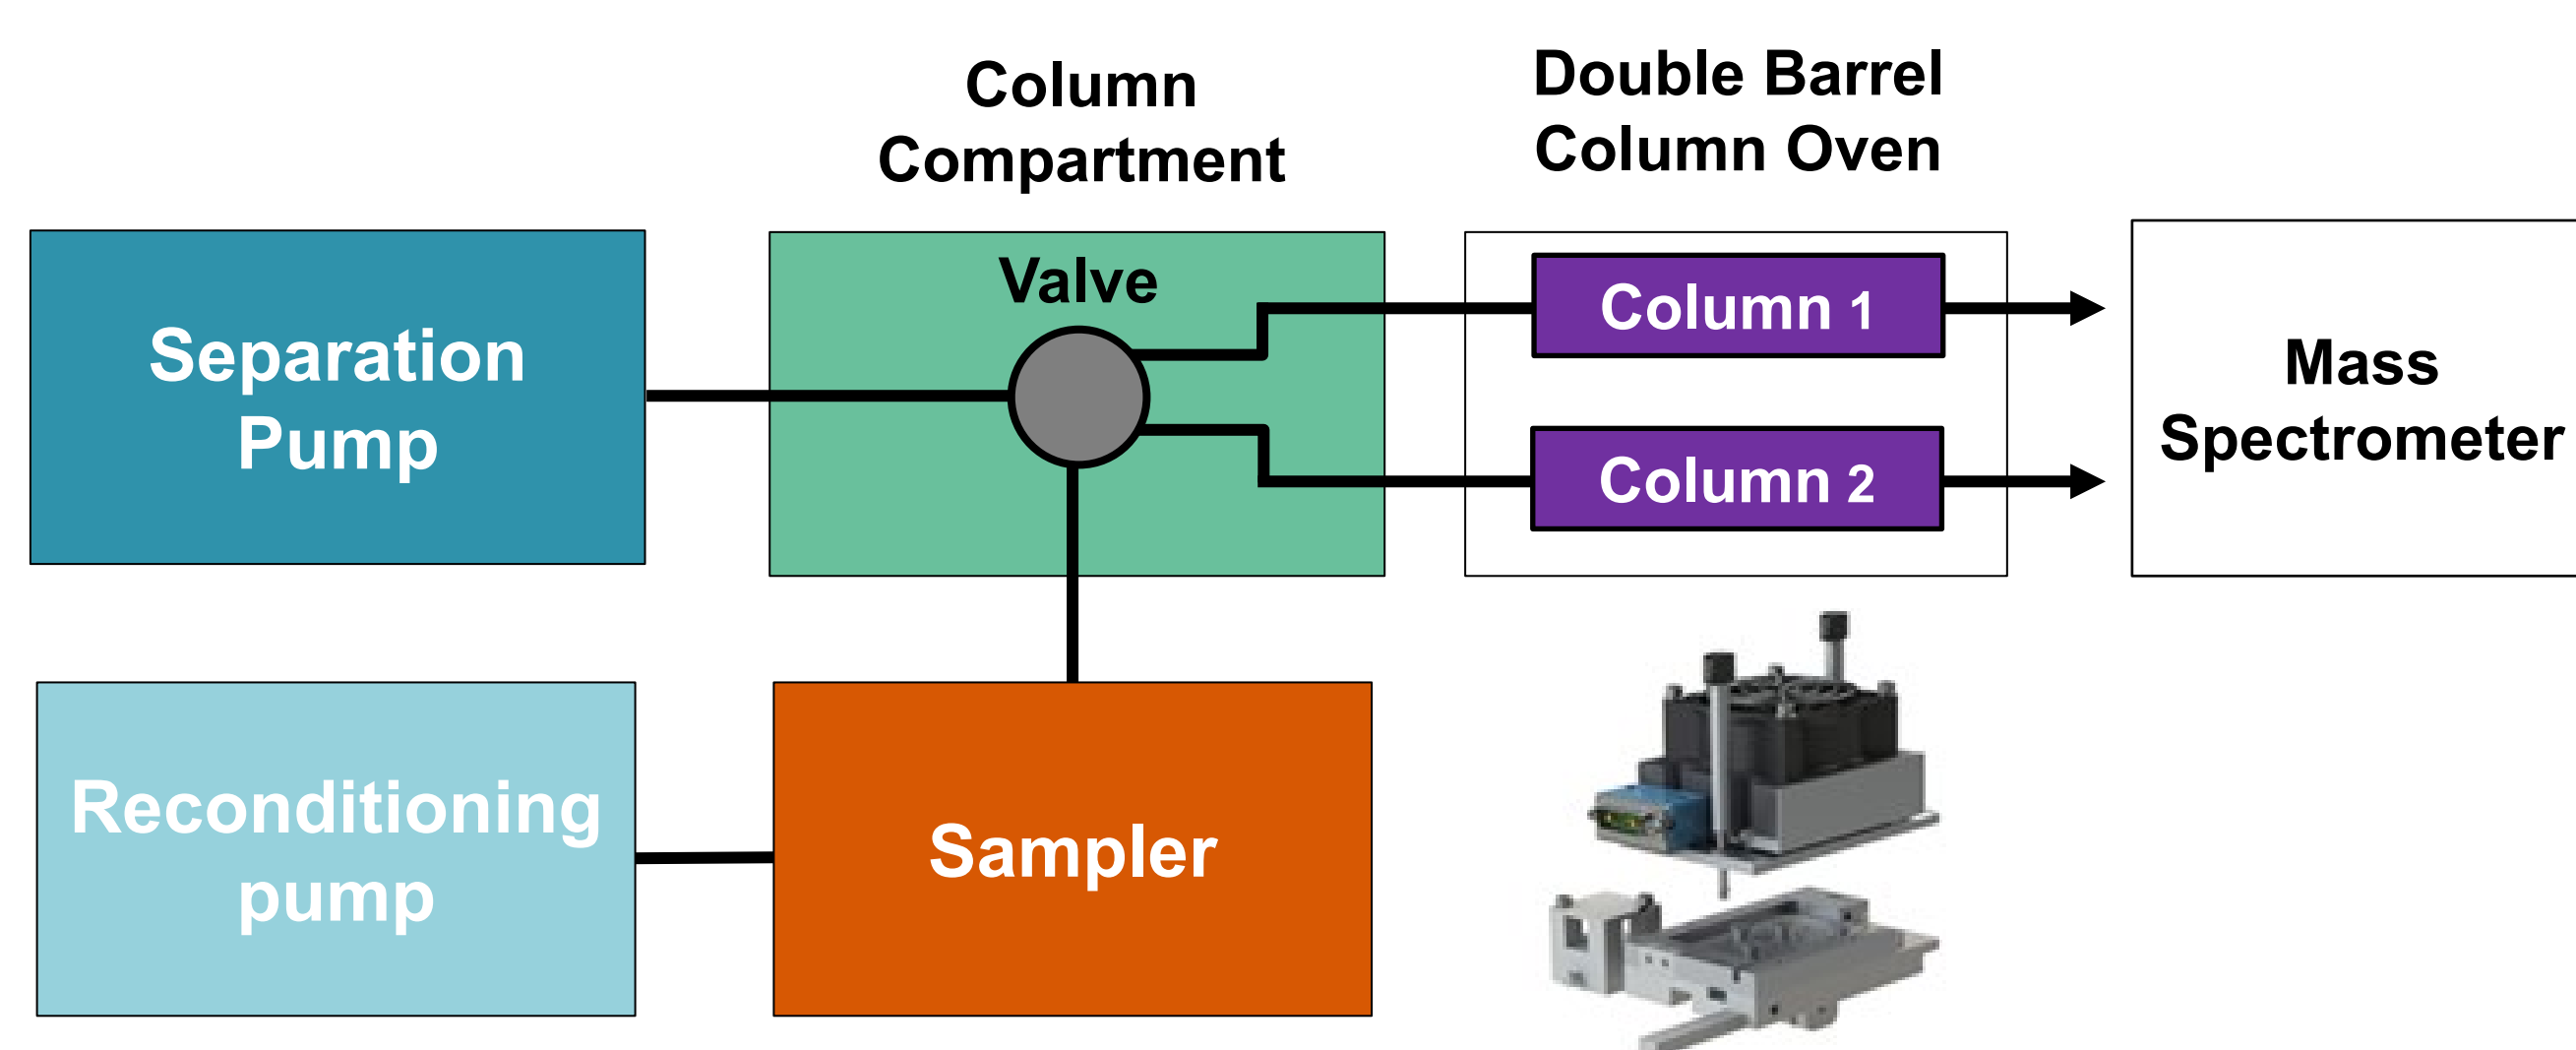 Column
Compartment
Double Barrel
Column Oven
Separation
Pump
Valve
Column 1
Column 2
Mass
Spectrometer
Reconditioning
pump
Sampler